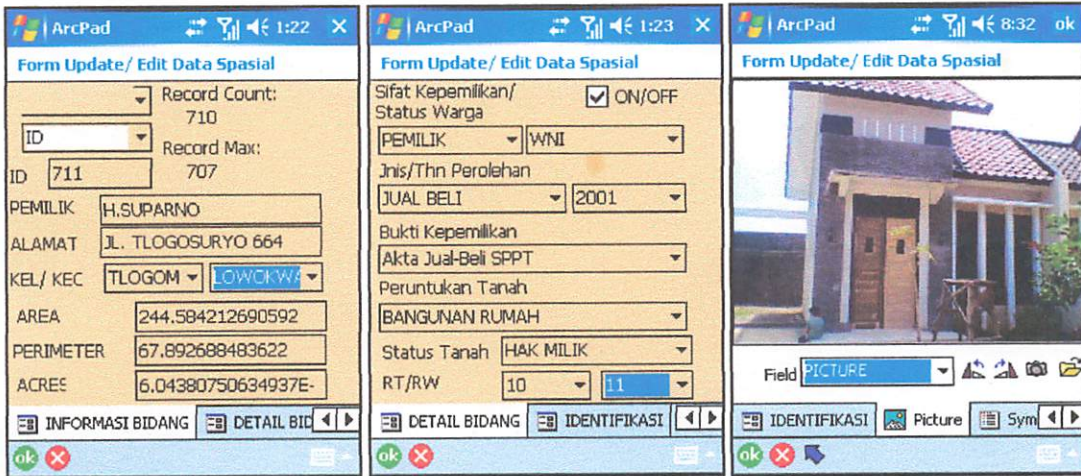 ArcPad 1:22
Form Update/ Edit Data Spasial
Record Count:
710
ID
Record Max:
707
ID 711
PEMILIK H.SUPARNO
ALAMAT JL. TLOGOSURYO 664
KEL/ KEC TLOGOM LOWOKWA
AREA 244.584212690592
PERIMETER 67.892688483622
ACRES 6.04380750634937E-
INFORMASI BIDANG DETAIL BID
ok
ArcPad 1:23
Form Update/ Edit Data Spasial
Sifat Kepemilikan/
Status Warga
ON/OFF
PEMILIK WNI
Jnis/Thn Perolehan
JUAL BELI 2001
Bukti Kepemilikan
Akta Jual-Beli SPPT
Peruntukan Tanah
BANGUNAN RUMAH
Status Tanah HAK MILIK
RT/RW 10 11
DETAIL BIDANG IDENTIFIKASI
ok
ArcPad 8:32 ok
Form Update/ Edit Data Spasial
Field PICTURE
IDENTIFIKASI Picture Sym
ok